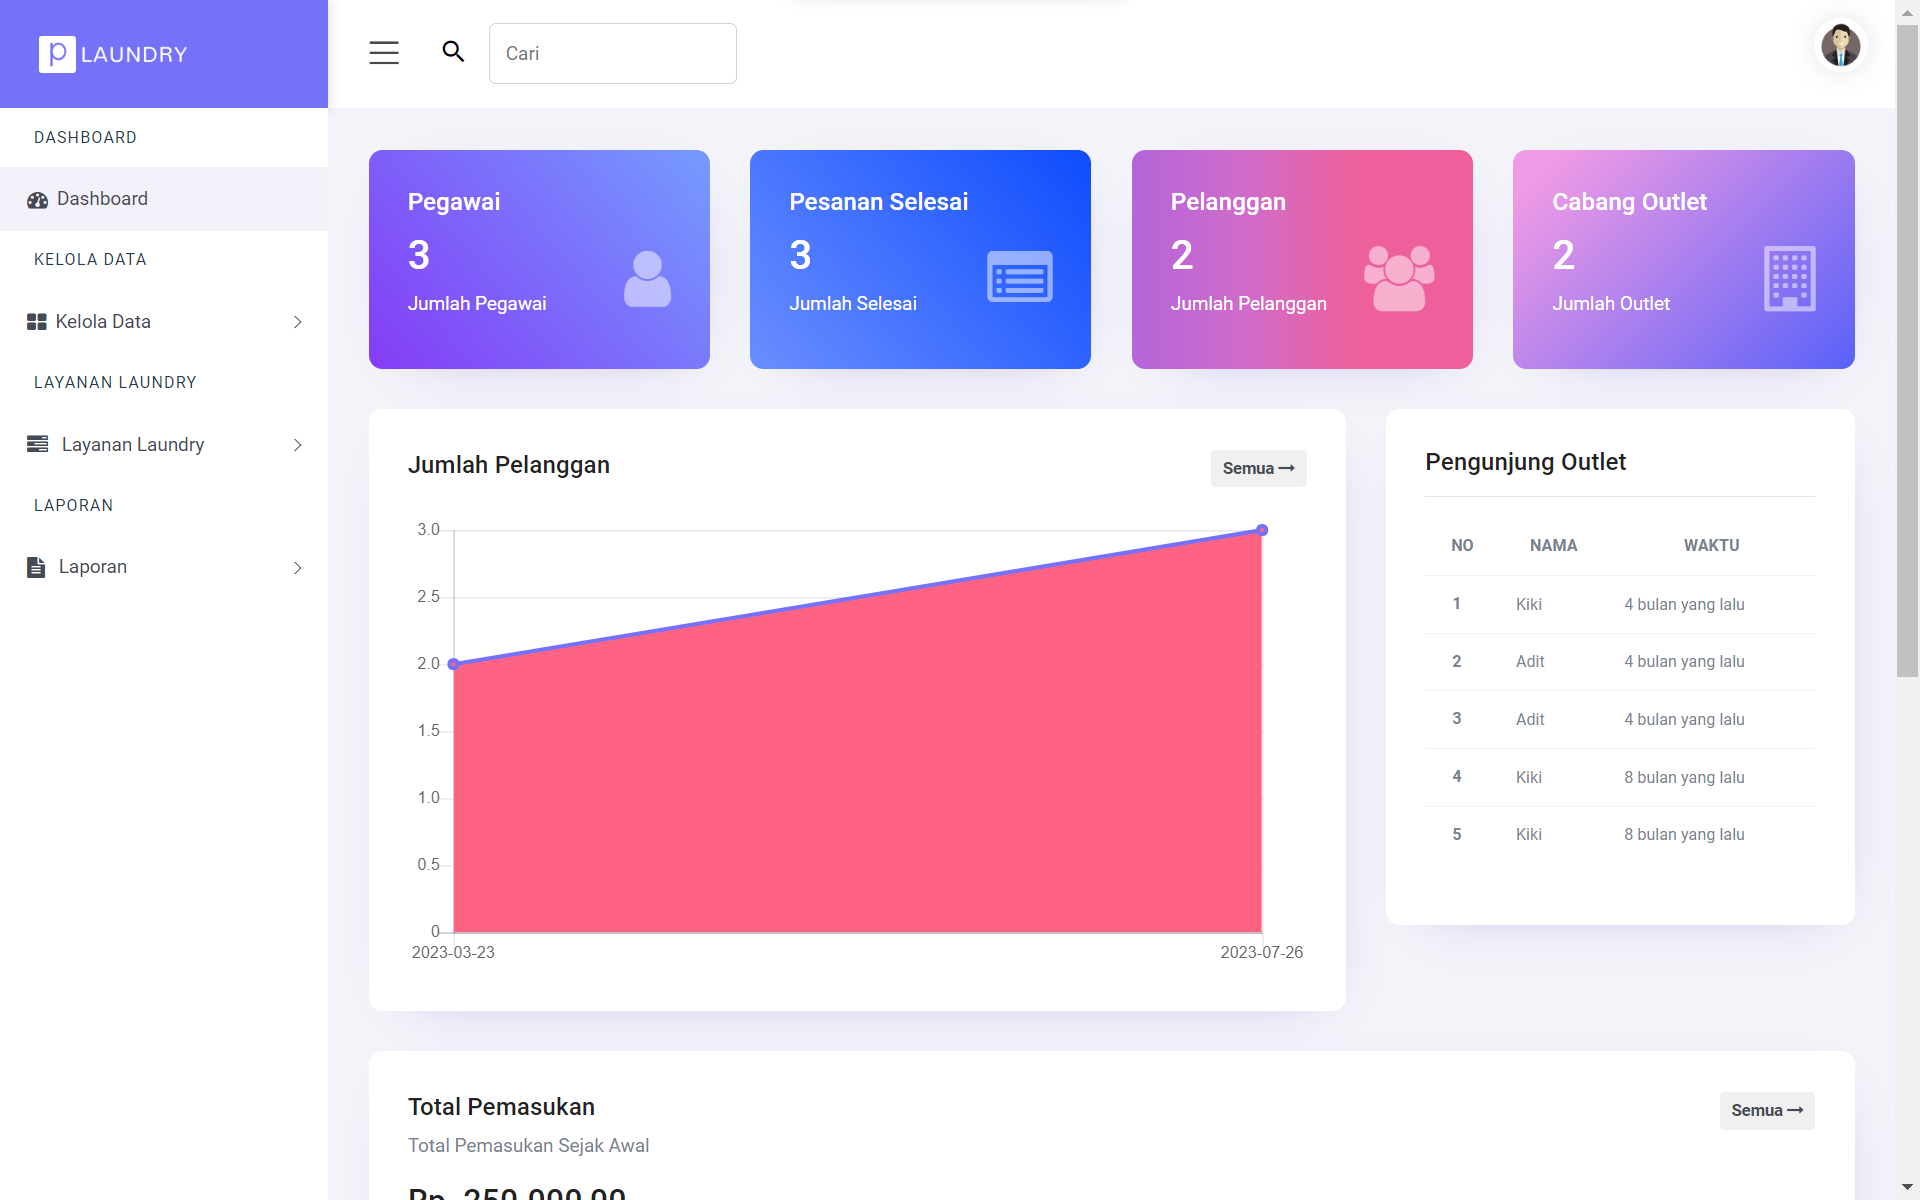 p LAUNDRY
Cari
DASHBOARD
Dashboard
KELOLA DATA
Kelola Data
LAYANAN LAUNDRY
Layanan Laundry
LAPORAN
Laporan
Pegawai
3
Jumlah Pegawai
Pesanan Selesai
3
Jumlah Selesai
Pelanggan
2
Jumlah Pelanggan
Cabang Outlet
2
Jumlah Outlet
Jumlah Pelanggan
Semua
3.0
2.5
2.0
1.5
1.0
0.5
0
2023-03-23 2023-07-26
Pengunjung Outlet
NO NAMA WAKTU
1 Kiki 4 bulan yang lalu
2 Adit 4 bulan yang lalu
3 Adit 4 bulan yang lalu
4 Kiki 8 bulan yang lalu
5 Kiki 8 bulan yang lalu
Total Pemasukan
Semua
Total Pemasukan Sejak Awal
Rp. 250.000,00